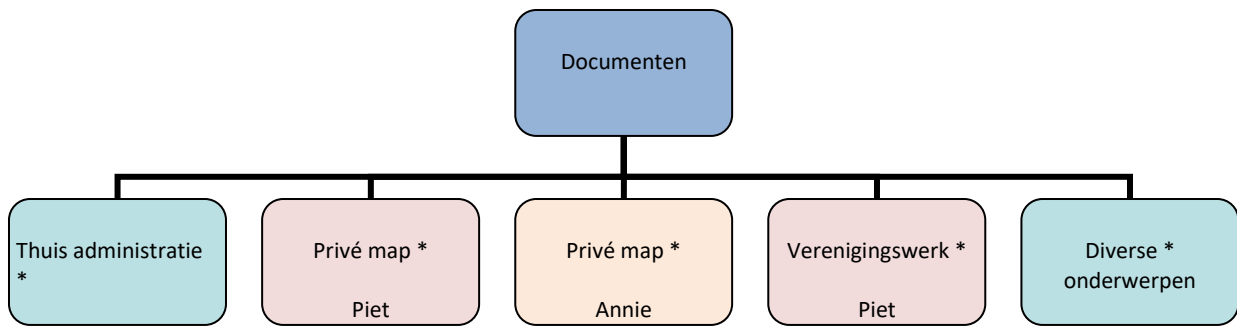 Documenten
Thuis administratie
*
Privé map *
Piet
Privé map *
Annie
Verenigingswerk *
Piet
Diverse *
onderwerpen